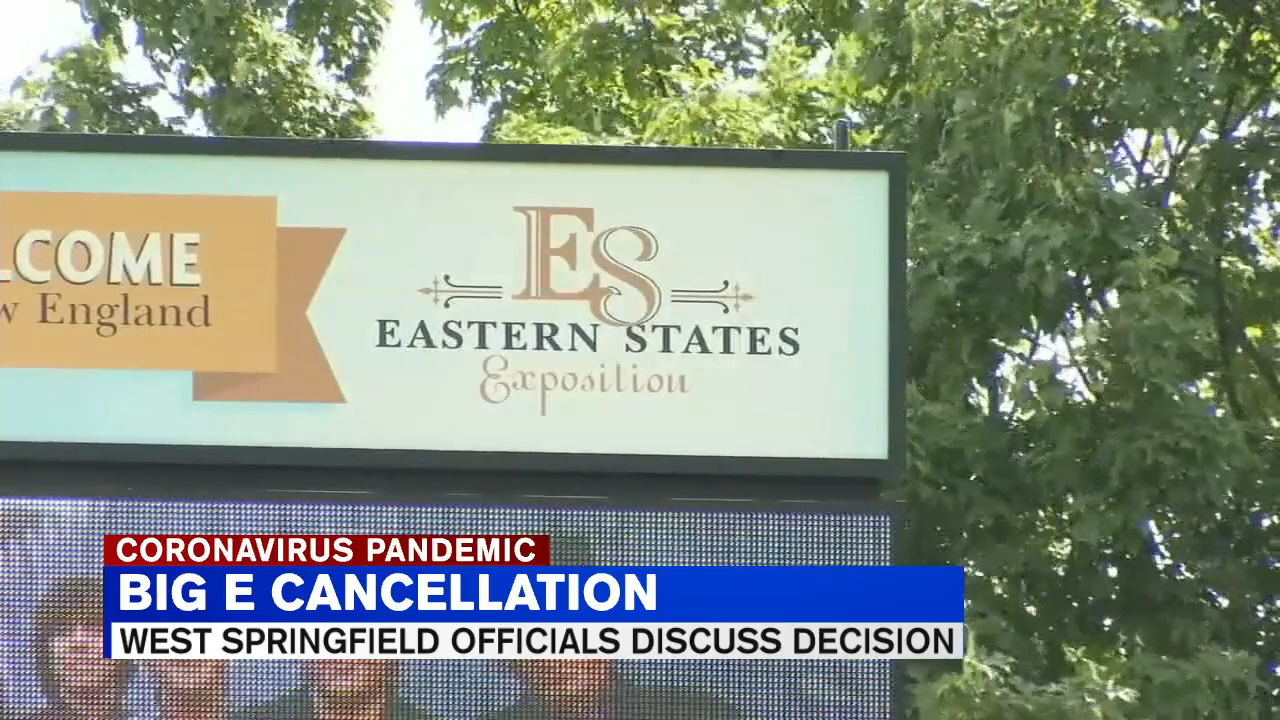 LCOME
w England
ES
EASTERN STATES
Exposition
CORONAVIRUS PANDEMIC
BIG E CANCELLATION
WEST SPRINGFIELD OFFICIALS DISCUSS DECISION